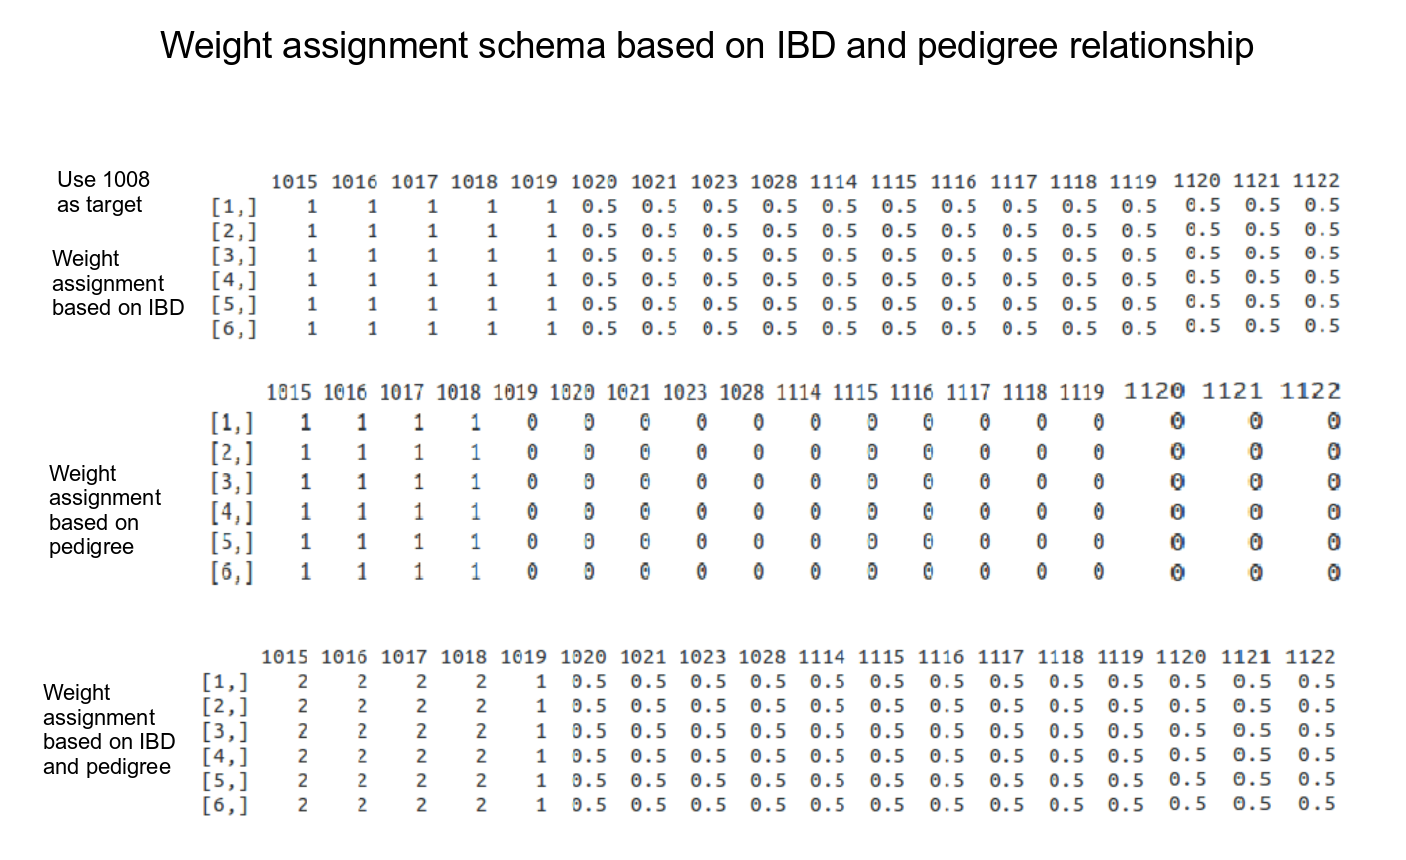 Weight assignment schema based on IBD and pedigree relationship
Use 1008
as target
Weight
assignment
based on IBD
1015 1016 1017 1018 1019 1020 1021 1023 1028 1114 1115 1116 1117 1118 1119 1120 1121 1122
[1,] 1 1 1 1 1 0.5 0.5 0.5 0.5 0.5 0.5 0.5 0.5 0.5 0.5 0.5 0.5 0.5
[2,] 1 1 1 1 1 0.5 0.5 0.5 0.5 0.5 0.5 0.5 0.5 0.5 0.5 0.5 0.5 0.5
[3,] 1 1 1 1 1 0.5 0.5 0.5 0.5 0.5 0.5 0.5 0.5 0.5 0.5 0.5 0.5 0.5
[4,] 1 1 1 1 1 0.5 0.5 0.5 0.5 0.5 0.5 0.5 0.5 0.5 0.5 0.5 0.5 0.5
[5,] 1 1 1 1 1 0.5 0.5 0.5 0.5 0.5 0.5 0.5 0.5 0.5 0.5 0.5 0.5 0.5
[6,] 1 1 1 1 1 0.5 0.5 0.5 0.5 0.5 0.5 0.5 0.5 0.5 0.5 0.5 0.5 0.5
Weight
assignment
based on
pedigree
1015 1016 1017 1018 1019 1020 1021 1023 1028 1114 1115 1116 1117 1118 1119 1120 1121 1122
[1,] 1 1 1 1 0 0 0 0 0 0 0 0 0 0 0 0 0 0
[2,] 1 1 1 1 0 0 0 0 0 0 0 0 0 0 0 0 0 0
[3,] 1 1 1 1 0 0 0 0 0 0 0 0 0 0 0 0 0 0
[4,] 1 1 1 1 0 0 0 0 0 0 0 0 0 0 0 0 0 0
[5,] 1 1 1 1 0 0 0 0 0 0 0 0 0 0 0 0 0 0
[6,] 1 1 1 1 0 0 0 0 0 0 0 0 0 0 0 0 0 0
Weight
assignment
based on IBD
and pedigree
1015 1016 1017 1018 1019 1020 1021 1023 1028 1114 1115 1116 1117 1118 1119 1120 1121 1122
[1,] 2 2 2 2 1 0.5 0.5 0.5 0.5 0.5 0.5 0.5 0.5 0.5 0.5 0.5 0.5 0.5
[2,] 2 2 2 2 1 0.5 0.5 0.5 0.5 0.5 0.5 0.5 0.5 0.5 0.5 0.5 0.5 0.5
[3,] 2 2 2 2 1 0.5 0.5 0.5 0.5 0.5 0.5 0.5 0.5 0.5 0.5 0.5 0.5 0.5
[4,] 2 2 2 2 1 0.5 0.5 0.5 0.5 0.5 0.5 0.5 0.5 0.5 0.5 0.5 0.5 0.5
[5,] 2 2 2 2 1 0.5 0.5 0.5 0.5 0.5 0.5 0.5 0.5 0.5 0.5 0.5 0.5 0.5
[6,] 2 2 2 2 1 0.5 0.5 0.5 0.5 0.5 0.5 0.5 0.5 0.5 0.5 0.5 0.5 0.5